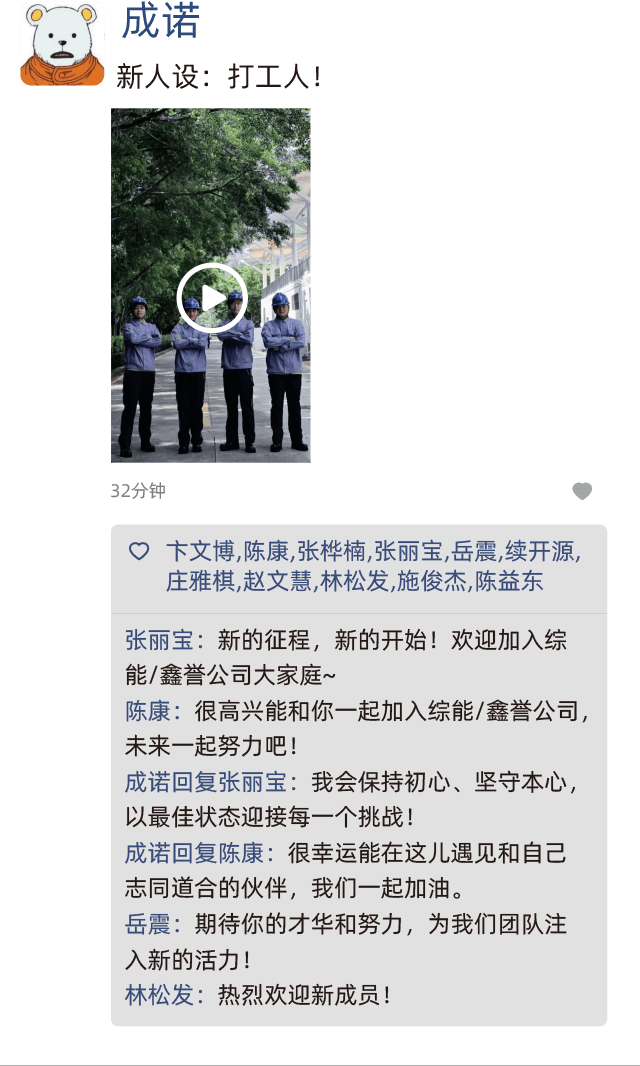 成诺
新人设：打工人！
32分钟
卞文博,陈康,张桦楠,张丽宝,岳震,续开源,
庄雅棋,赵文慧,林松发,施俊杰,陈益东
张丽宝：新的征程，新的开始！欢迎加入综
能/鑫誉公司大家庭~
陈康：很高兴能和你一起加入综能/鑫誉公司，
未来一起努力吧！
成诺回复张丽宝：我会保持初心、坚守本心，
以最佳状态迎接每一个挑战！
成诺回复陈康：很幸运能在这儿遇见和自己
志同道合的伙伴，我们一起加油。
岳震：期待你的才华和努力，为我们团队注
入新的活力！
林松发：热烈欢迎新成员！